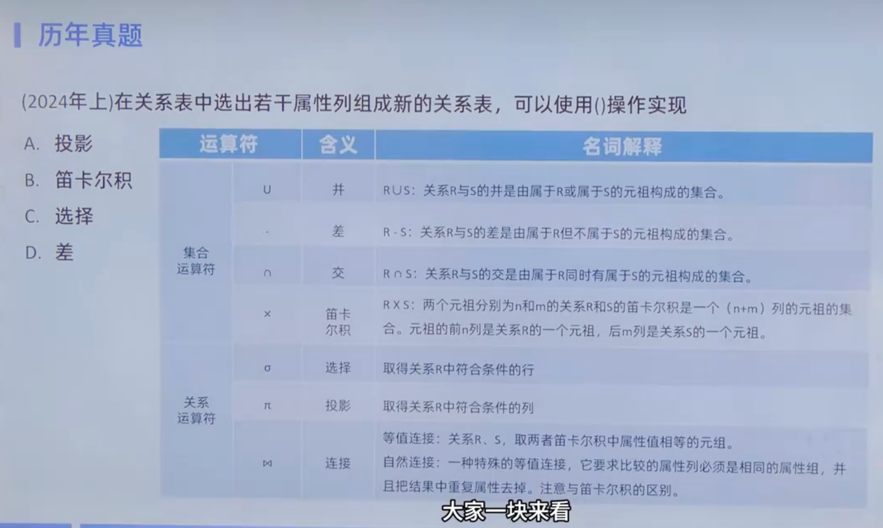 历年真题
(2024年上)在关系表中选出若干属性列组成新的关系表，可以使用()操作实现
A. 投影
B. 笛卡尔积
C. 选择
D. 差
运算符 含义 名词解释
集合
运算符
∪ 并 R∪S：关系R与S的并是由属于R或属于S的元祖构成的集合。
- 差 R - S：关系R与S的差是由属于R但不属于S的元祖构成的集合。
∩ 交 R ∩ S：关系R与S的交是由属于R同时有属于S的元祖构成的集合。
× 笛卡
尔积
R X S：两个元祖分别为n和m的关系R和S的笛卡尔积是一个（n+m）列的元祖的集
合。元祖的前n列是关系R的一个元祖，后m列是关系S的一个元祖。
关系
运算符
σ 选择 取得关系R中符合条件的行
π 投影 取得关系R中符合条件的列
⋈ 连接
等值连接：关系R、S，取两者笛卡尔积中属性值相等的元组。
自然连接：一种特殊的等值连接，它要求比较的属性列必须是相同的属性组，并
且把结果中重复属性去掉。注意与笛卡尔积的区别。
大家一块来看